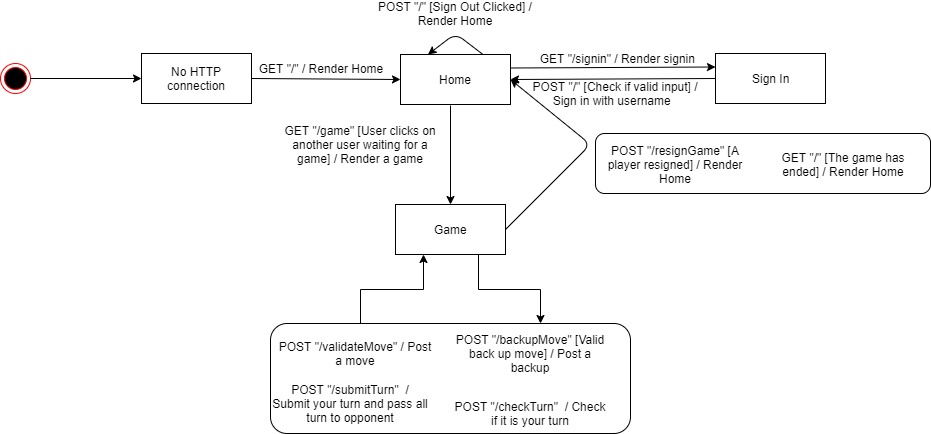 POST "/" [Sign Out Clicked] /
Render Home
No HTTP
connection
GET "/" / Render Home
Home
GET "/signin" / Render signin
POST "/" [Check if valid input] /
Sign in with username
Sign In
GET "/game" [User clicks on
another user waiting for a
game] / Render a game
POST "/resignGame" [A
player resigned] / Render
Home
GET "/" [The game has
ended] / Render Home
Game
POST "/validateMove" / Post
a move
POST "/backupMove" [Valid
back up move] / Post a
backup
POST "/submitTurn"  /
Submit your turn and pass all
turn to opponent
POST "/checkTurn"  / Check
if it is your turn